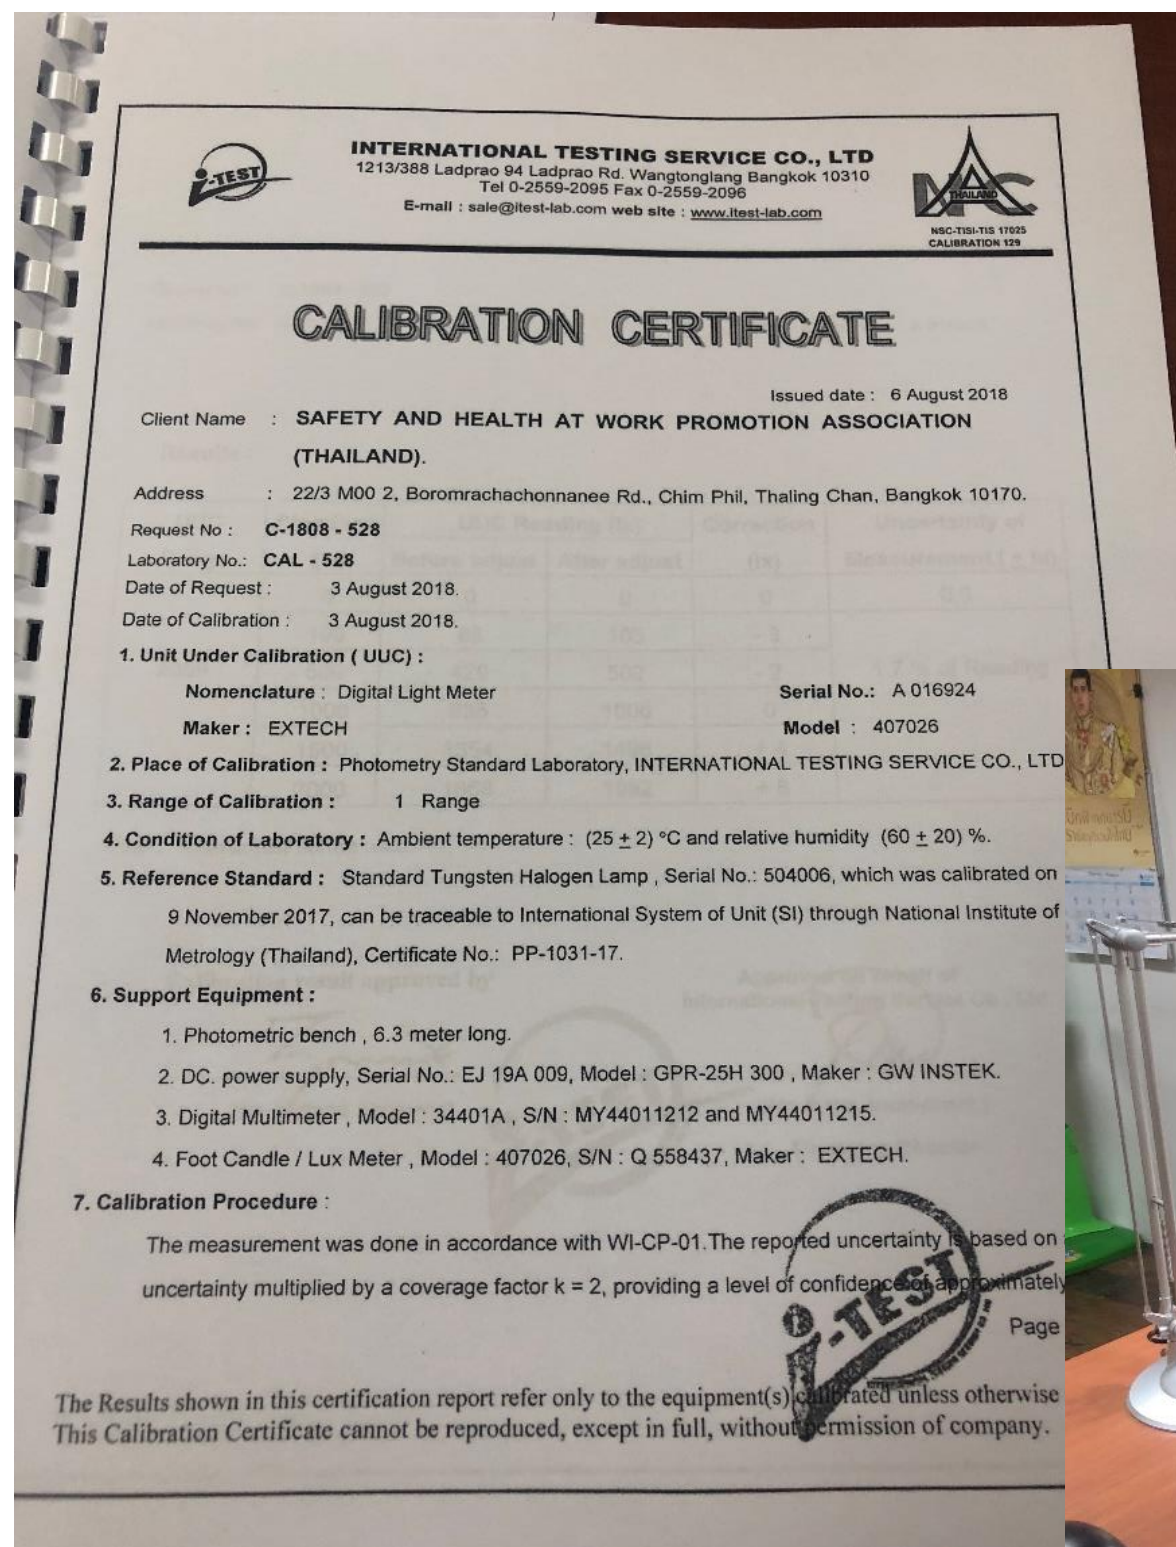 i-TEST
INTERNATIONAL TESTING SERVICE CO., LTD
1213/388 Ladprao 94 Ladprao Rd. Wangtonglang Bangkok 10310
Tel 0-2559-2095 Fax 0-2559-2096
E-mail : sale@itest-lab.com web site : www.itest-lab.com
NAC
THAILAND
NSC-TISI-TIS 17025
CALIBRATION 129
CALIBRATION CERTIFICATE
Issued date : 6 August 2018
Client Name : SAFETY AND HEALTH AT WORK PROMOTION ASSOCIATION
(THAILAND).
Address : 22/3 M00 2, Boromrachachonnanee Rd., Chim Phil, Thaling Chan, Bangkok 10170.
Request No : C-1808 - 528
Laboratory No.: CAL - 528
Date of Request : 3 August 2018.
Date of Calibration : 3 August 2018.
1. Unit Under Calibration ( UUC) :
Nomenclature : Digital Light Meter Serial No.: A 016924
Maker : EXTECH Model : 407026
2. Place of Calibration : Photometry Standard Laboratory, INTERNATIONAL TESTING SERVICE CO., LTD
3. Range of Calibration : 1 Range
4. Condition of Laboratory : Ambient temperature : (25 ± 2) °C and relative humidity (60 ± 20) %.
5. Reference Standard : Standard Tungsten Halogen Lamp , Serial No.: 504006, which was calibrated on
9 November 2017, can be traceable to International System of Unit (SI) through National Institute of
Metrology (Thailand), Certificate No.: PP-1031-17.
6. Support Equipment :
1. Photometric bench , 6.3 meter long.
2. DC. power supply, Serial No.: EJ 19A 009, Model : GPR-25H 300 , Maker : GW INSTEK.
3. Digital Multimeter , Model : 34401A , S/N : MY44011212 and MY44011215.
4. Foot Candle / Lux Meter , Model : 407026, S/N : Q 558437, Maker : EXTECH.
7. Calibration Procedure :
The measurement was done in accordance with WI-CP-01.The reported uncertainty is based on
uncertainty multiplied by a coverage factor k = 2, providing a level of confidence of approximately
i-TEST
Page
The Results shown in this certification report refer only to the equipment(s) calibrated unless otherwise
This Calibration Certificate cannot be reproduced, except in full, without permission of company.